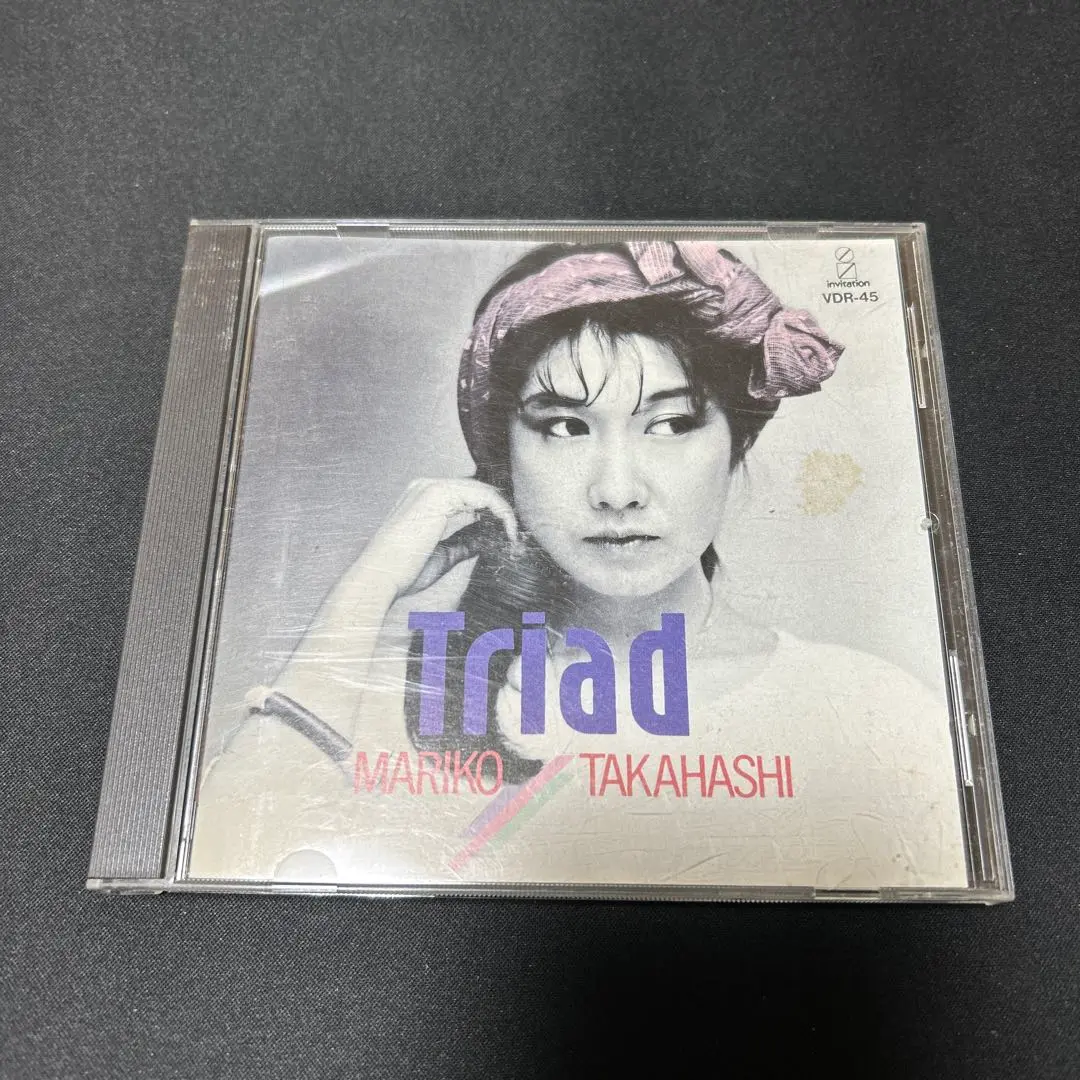 invitation
VDR-45
Triad
MARIKO TAKAHASHI